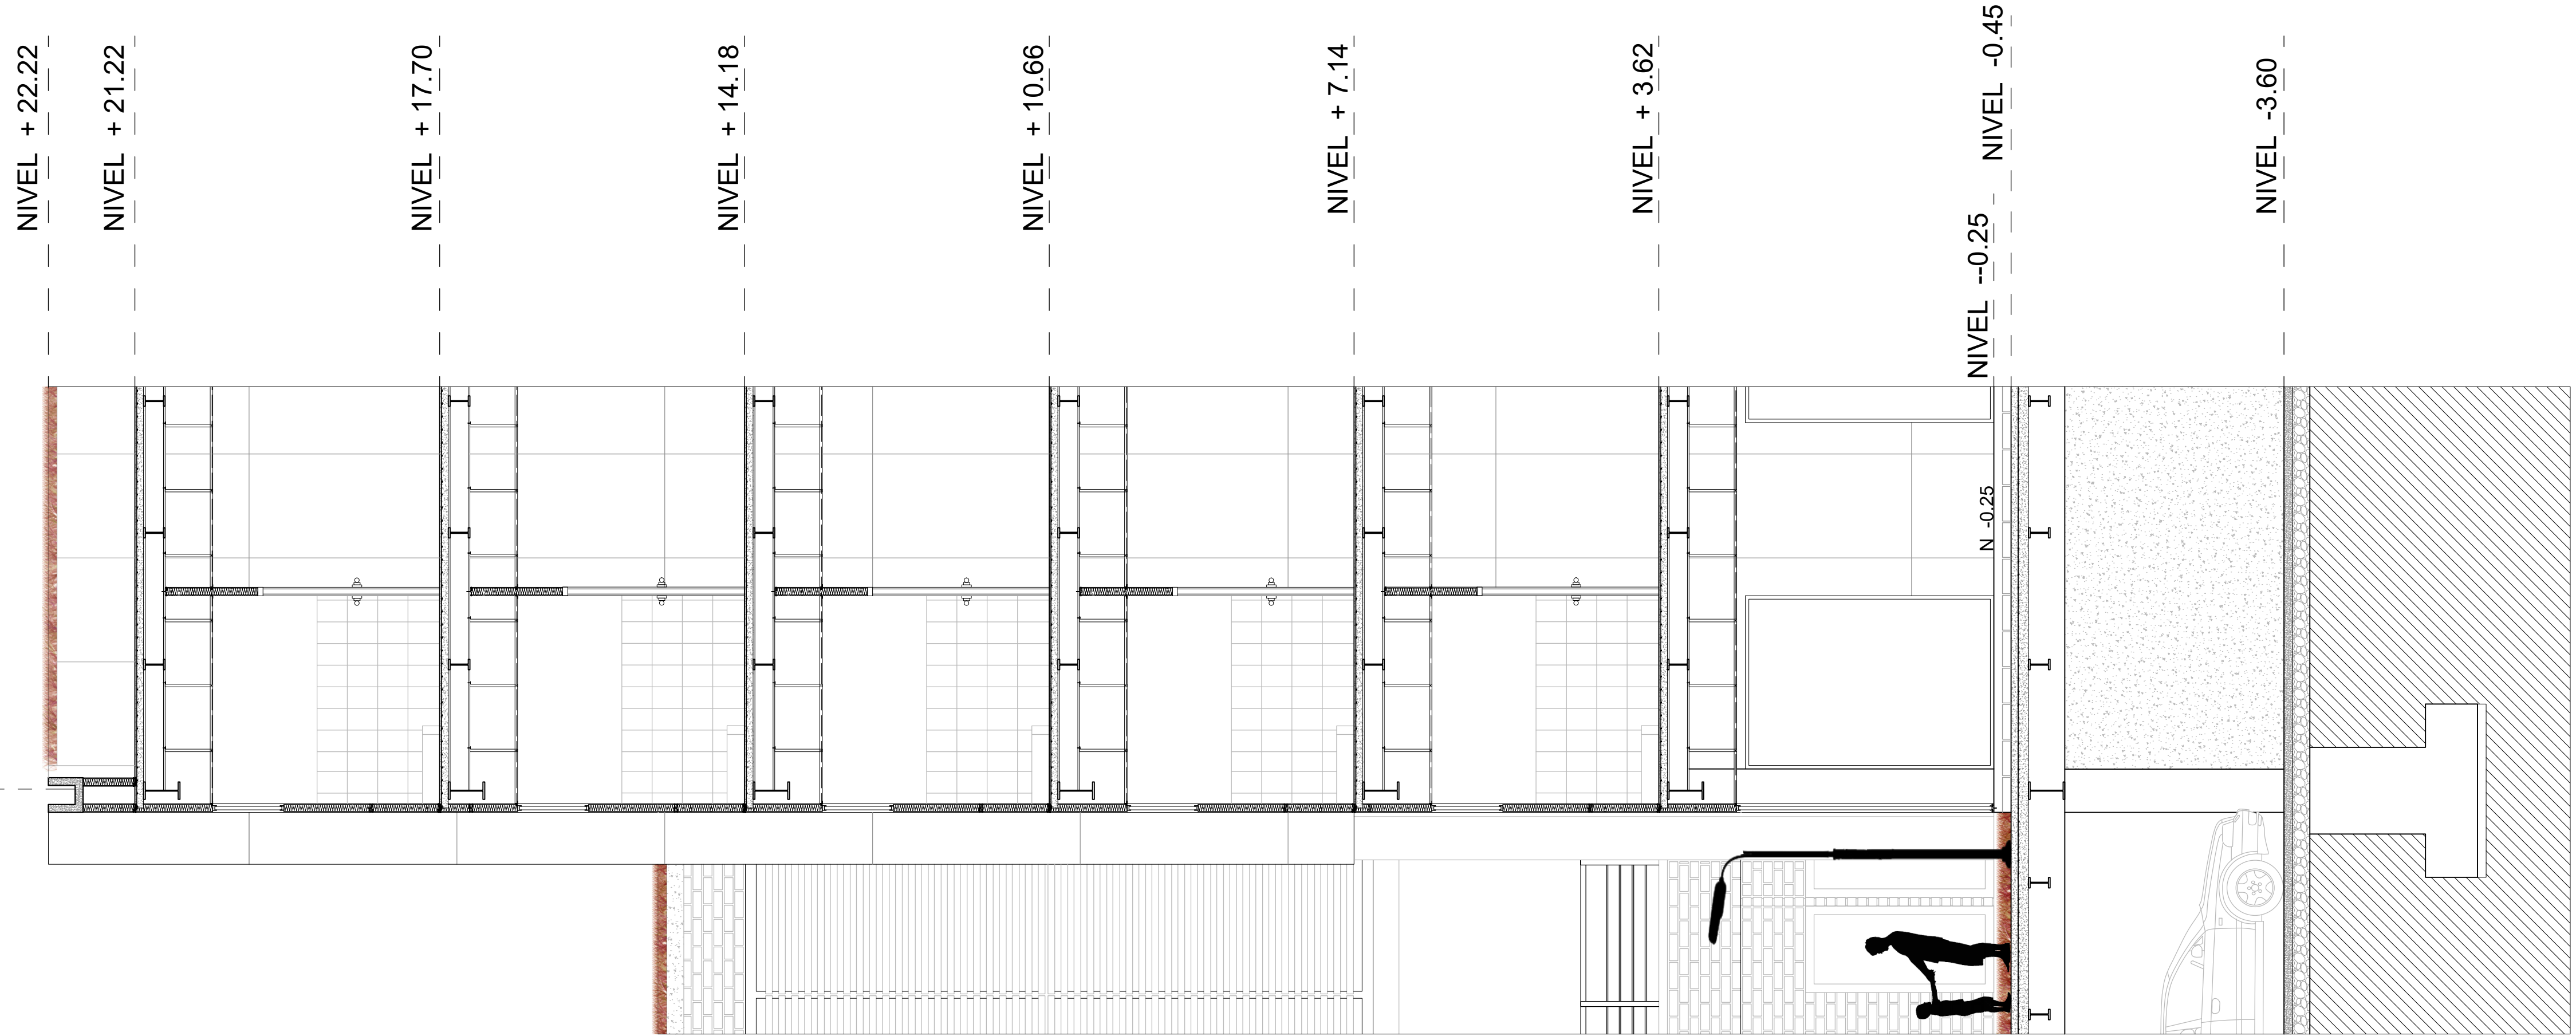 NIVEL + 22.22
NIVEL + 21.22
NIVEL + 17.70
NIVEL + 14.18
NIVEL + 10.66
NIVEL + 7.14
NIVEL + 3.62
NIVEL --0.25
NIVEL -0.45
NIVEL -3.60
N -0.25